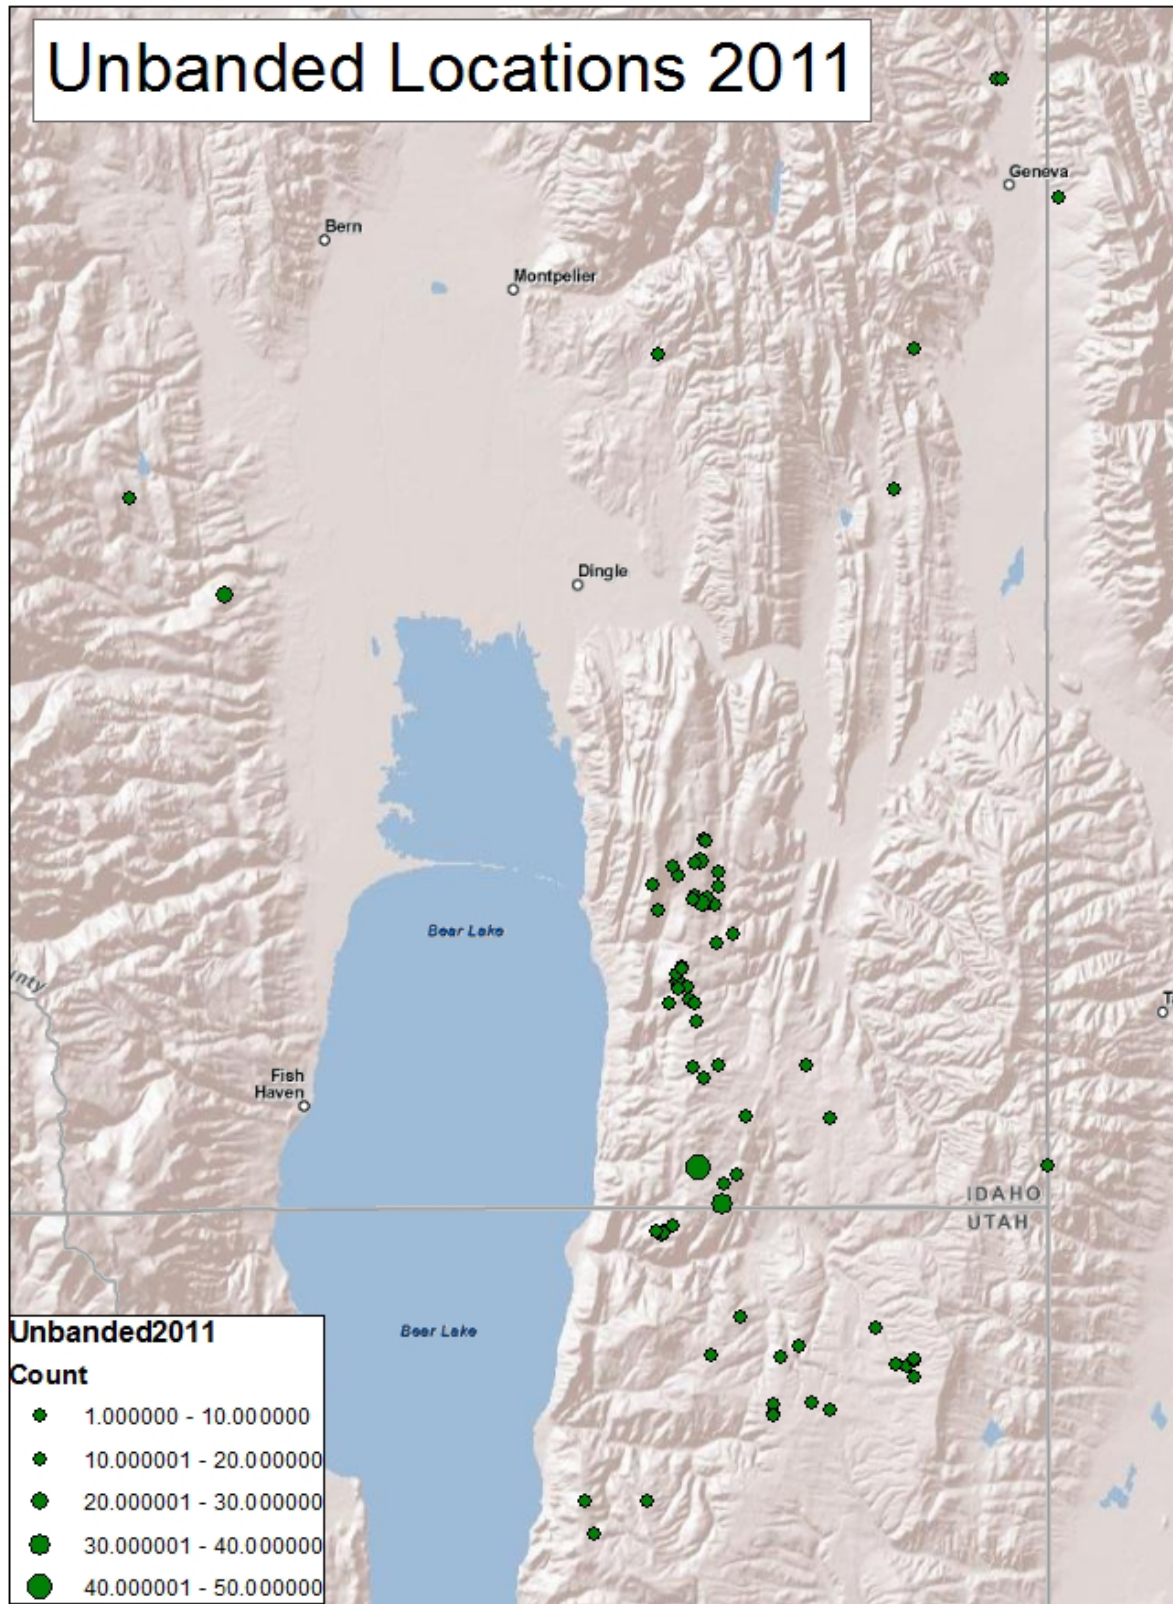 Unbanded Locations 2011
Geneva
Bern
Montpelier
Dingle
Bear Lake
nty
Fish
Haven
IDAHO
UTAH
Bear Lake
Unbanded2011
Count
1.000000 - 10.000000
10.000001 - 20.000000
20.000001 - 30.000000
30.000001 - 40.000000
40.000001 - 50.000000